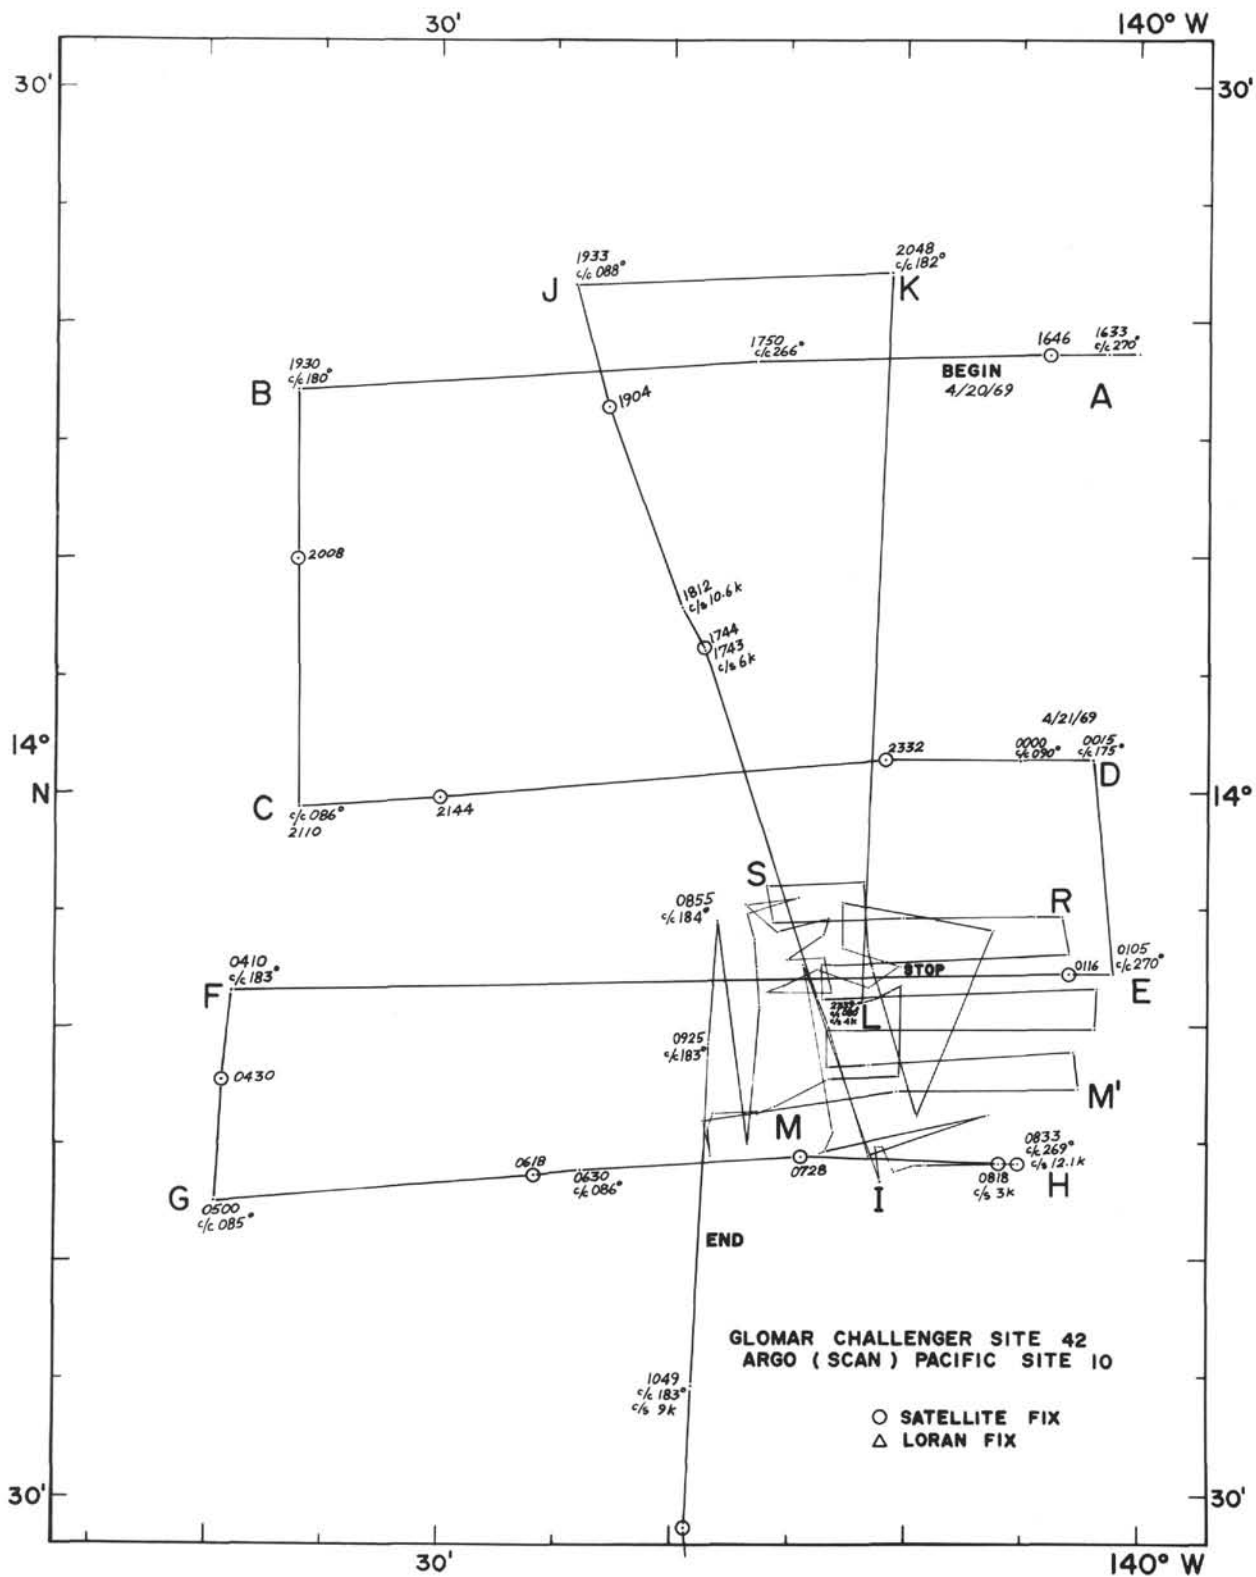 30'
140° W
30'
30'
1933
c/c 088°
J
2048
c/c 182°
K
1633
c/c 270°
1646
1750
c/c 266°
BEGIN
4/20/69
A
1930
c/c 180°
B
1904
2008
1812
c/s 10.6k
1744
1743
c/s 6k
4/21/69
14°
N
2332
0000
c/c 090°
0015
c/c 175°
D
14°
C
c/c 086°
2110
2144
S
0855
c/c 184°
R
0410
c/c 183°
F
STOP
0116
0105
c/c 270°
E
c/s 4k
L
0925
c/c 183°
0430
M'
M
0728
0833
c/c 269°
c/s 12.1k
0818
c/s 3k
H
0618
0630
c/c 086°
G
0500
c/c 085°
I
END
GLOMAR CHALLENGER SITE 42
ARGO (SCAN) PACIFIC SITE 10
1049
c/c 183°
c/s 9k
SATELLITE FIX
LORAN FIX
30'
30'
30'
140° W